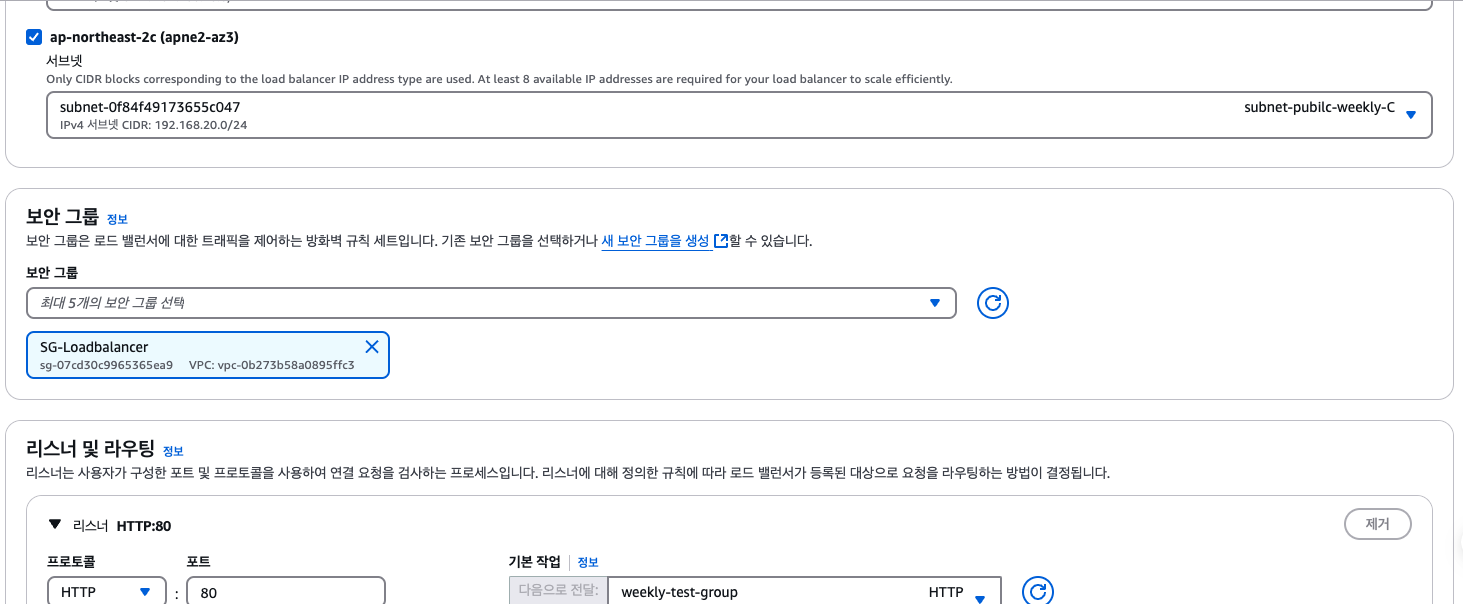 ap-northeast-2c (apne2-az3)
서브넷
Only CIDR blocks corresponding to the load balancer IP address type are used. At least 8 available IP addresses are required for your load balancer to scale efficiently.
subnet-0f84f49173655c047 subnet-pubilc-weekly-C
IPv4 서브넷 CIDR: 192.168.20.0/24
보안 그룹 정보
보안 그룹은 로드 밸런서에 대한 트래픽을 제어하는 방화벽 규칙 세트입니다. 기존 보안 그룹을 선택하거나 새 보안 그룹을 생성 할 수 있습니다.
보안 그룹
최대 5개의 보안 그룹 선택
SG-Loadbalancer
sg-07cd30c9965365ea9 VPC: vpc-0b273b58a0895ffc3
리스너 및 라우팅 정보
리스너는 사용자가 구성한 포트 및 프로토콜을 사용하여 연결 요청을 검사하는 프로세스입니다. 리스너에 대해 정의한 규칙에 따라 로드 밸런서가 등록된 대상으로 요청을 라우팅하는 방법이 결정됩니다.
리스너 HTTP:80 제거
프로토콜 포트 기본 작업 정보
HTTP : 80 다음으로 전달: weekly-test-group HTTP